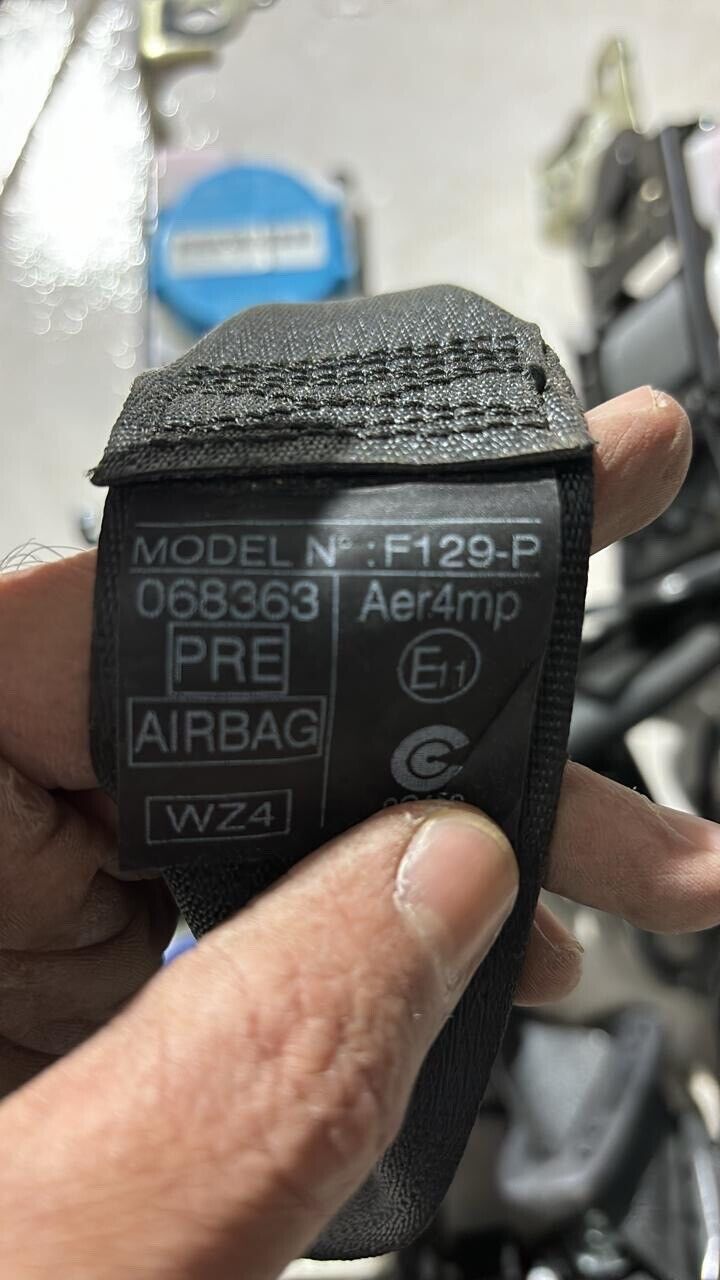 MODEL N° :F129-P
068363
Aer4mp
PRE
E11
AIRBAG
WZ4